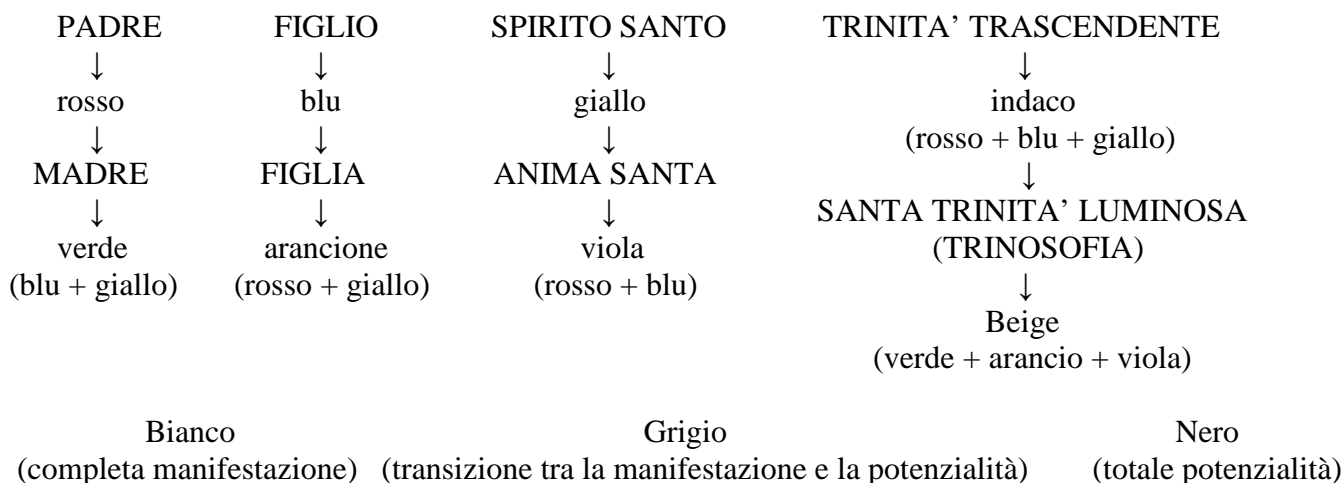 PADRE FIGLIO SPIRITO SANTO TRINITA’ TRASCENDENTE
↓ ↓ ↓ ↓
rosso blu giallo indaco
(rosso + blu + giallo)
↓ ↓ ↓ ↓
MADRE FIGLIA ANIMA SANTA SANTA TRINITA’ LUMINOSA
(TRINOSOFIA)
↓ ↓ ↓ ↓
verde arancione viola Beige
(blu + giallo) (rosso + giallo) (rosso + blu) (verde + arancio + viola)
Bianco Grigio Nero
(completa manifestazione) (transizione tra la manifestazione e la potenzialità) (totale potenzialità)